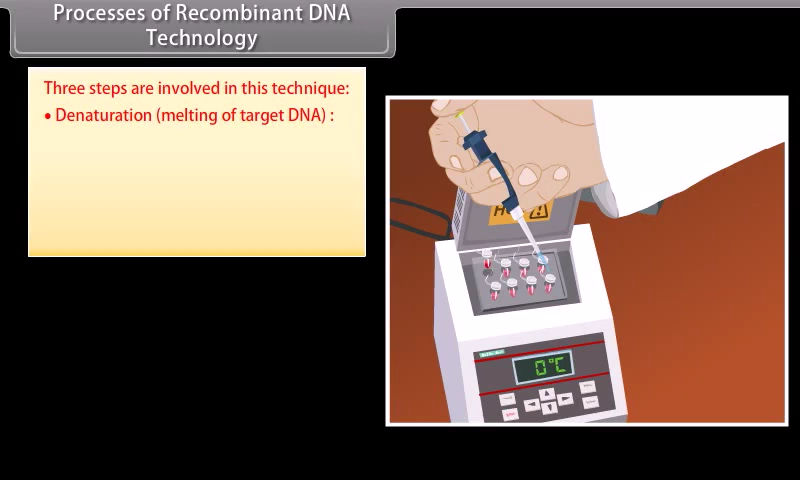 Processes of Recombinant DNA
Technology
Three steps are involved in this technique:
• Denaturation (melting of target DNA) :
0°C